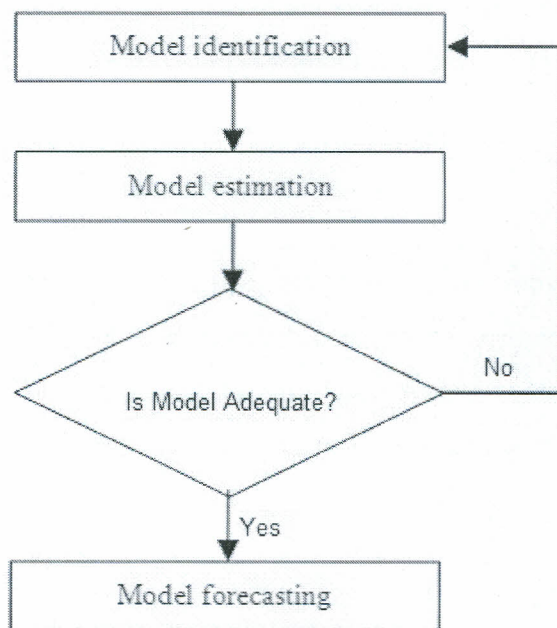 Model identification
Model estimation
Is Model Adequate?
No
Yes
Model forecasting